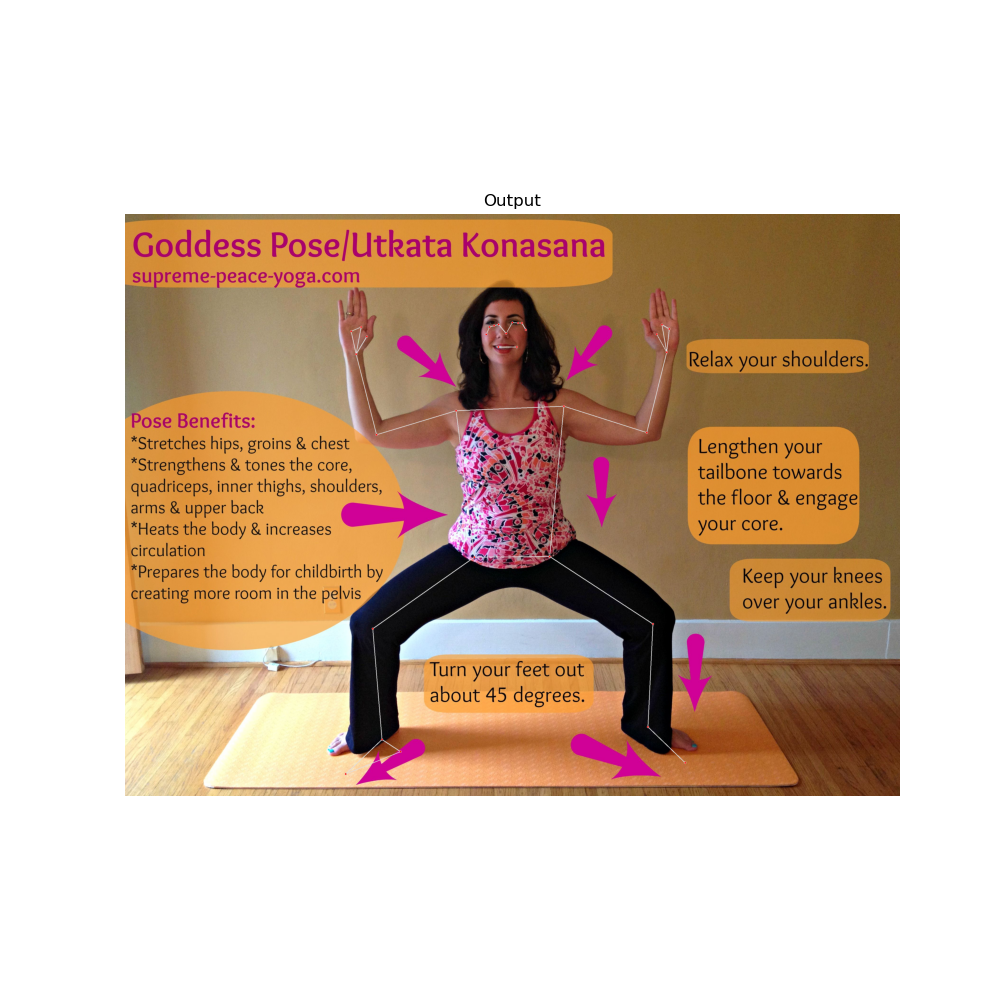 Output
Goddess Pose/Utkata Konasana
supreme-peace-yoga.com
Relax your shoulders.
Pose Benefits:
*Stretches hips, groins & chest
*Strengthens & tones the core,
quadriceps, inner thighs, shoulders,
arms & upper back
*Heats the body & increases
circulation
*Prepares the body for childbirth by
creating more room in the pelvis
Lengthen your
tailbone towards
the floor & engage
your core.
Keep your knees
over your ankles.
Turn your feet out
about 45 degrees.